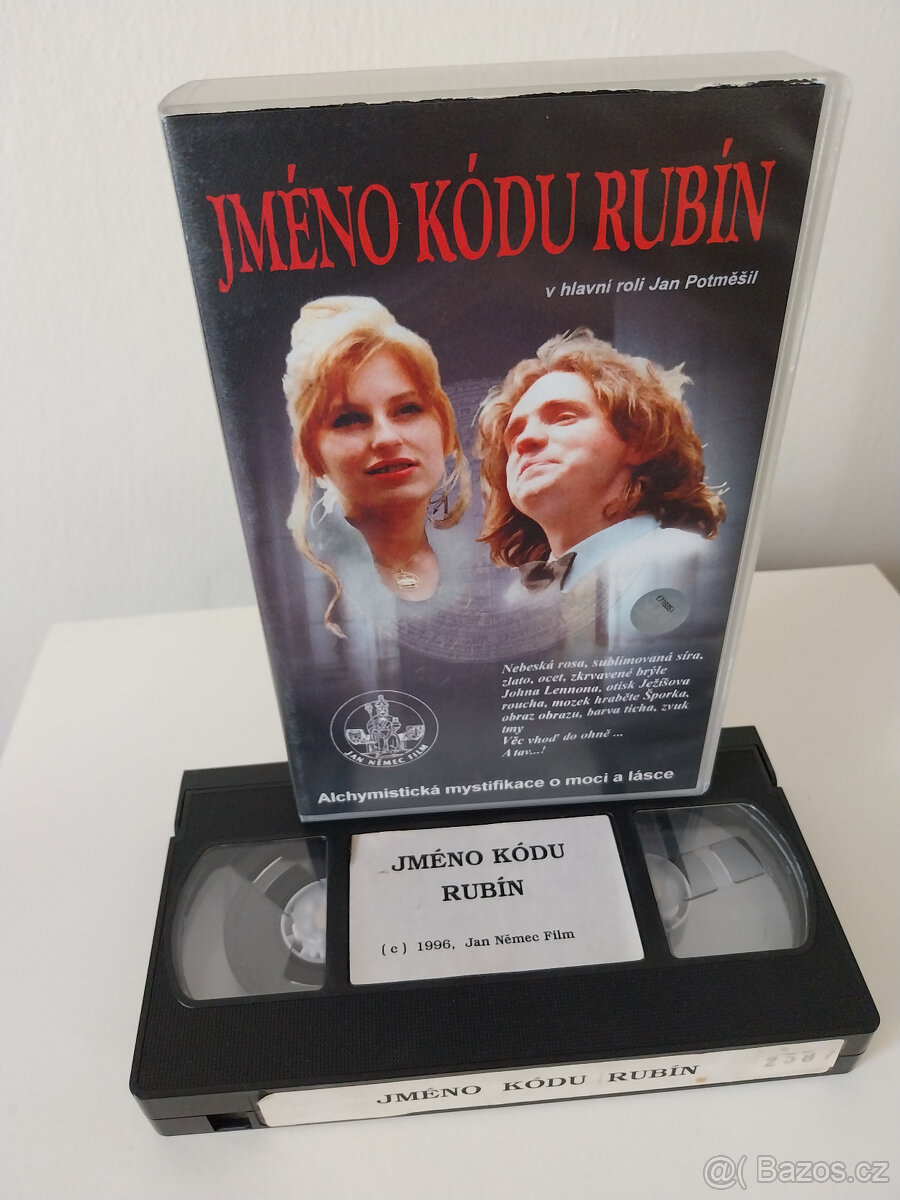 JMÉNO KÓDU RUBÍN
v hlavní roli Jan Potměšil
Nebeská rosa, sublimovaná síra,
zlato, ocet, zkrvavené brýle
Johna Lennona, otisk Ježíšova
roucha, mozek hraběte Šporka,
obraz obrazu, barva ticha, zvuk
tmy
Věc vhoď do ohně ...
A tav...!
JAN NĚMEC FILM
Alchymistická mystifikace o moci a lásce
JMÉNO KÓDU
RUBÍN
(c) 1996, Jan Němec Film
JMÉNO KÓDU RUBÍN
@( Bazos.cz